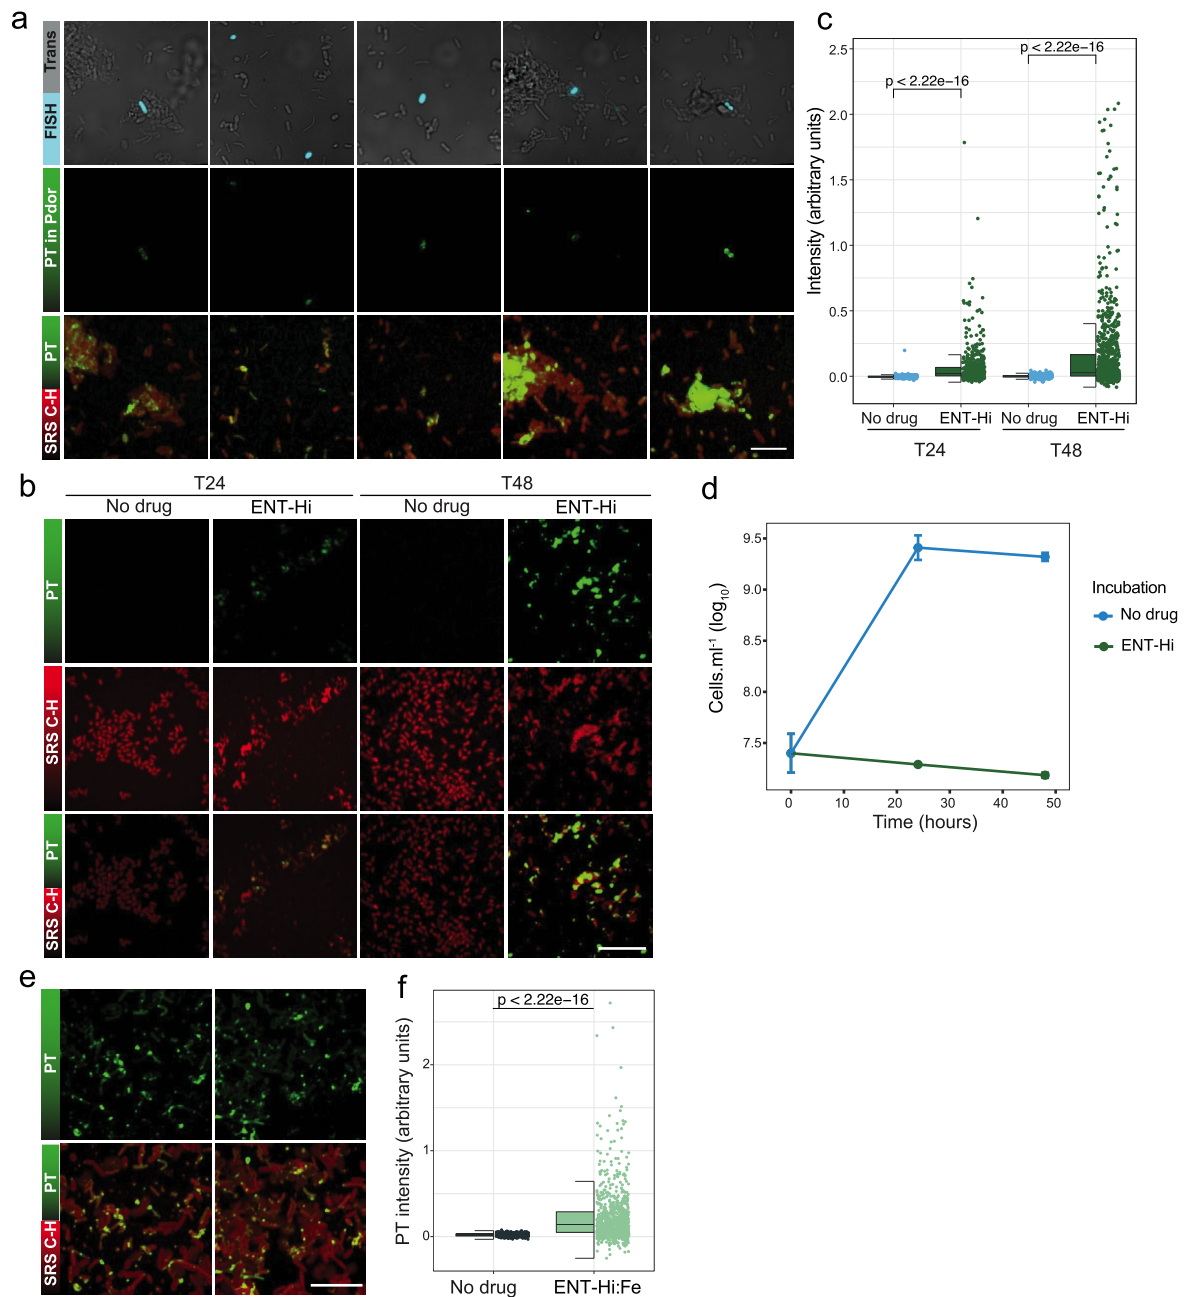 a
Trans
FISH
PT in Pdor
PT
SRS C-H
c
Intensity (arbitrary units)
2.5
2.0
1.5
1.0
0.5
0.0
p < 2.22e−16
p < 2.22e−16
No drug
ENT-Hi
No drug
ENT-Hi
T24
T48
b
T24
T48
No drug
ENT-Hi
No drug
ENT-Hi
PT
SRS C-H
PT
SRS C-H
d
Cells.ml⁻¹ (log₁₀)
9.5
9.0
8.5
8.0
7.5
0
10
20
30
40
50
Time (hours)
Incubation
No drug
ENT-Hi
e
PT
PT
SRS C-H
f
PT intensity (arbitrary units)
2
1
0
p < 2.22e−16
No drug
ENT-Hi:Fe